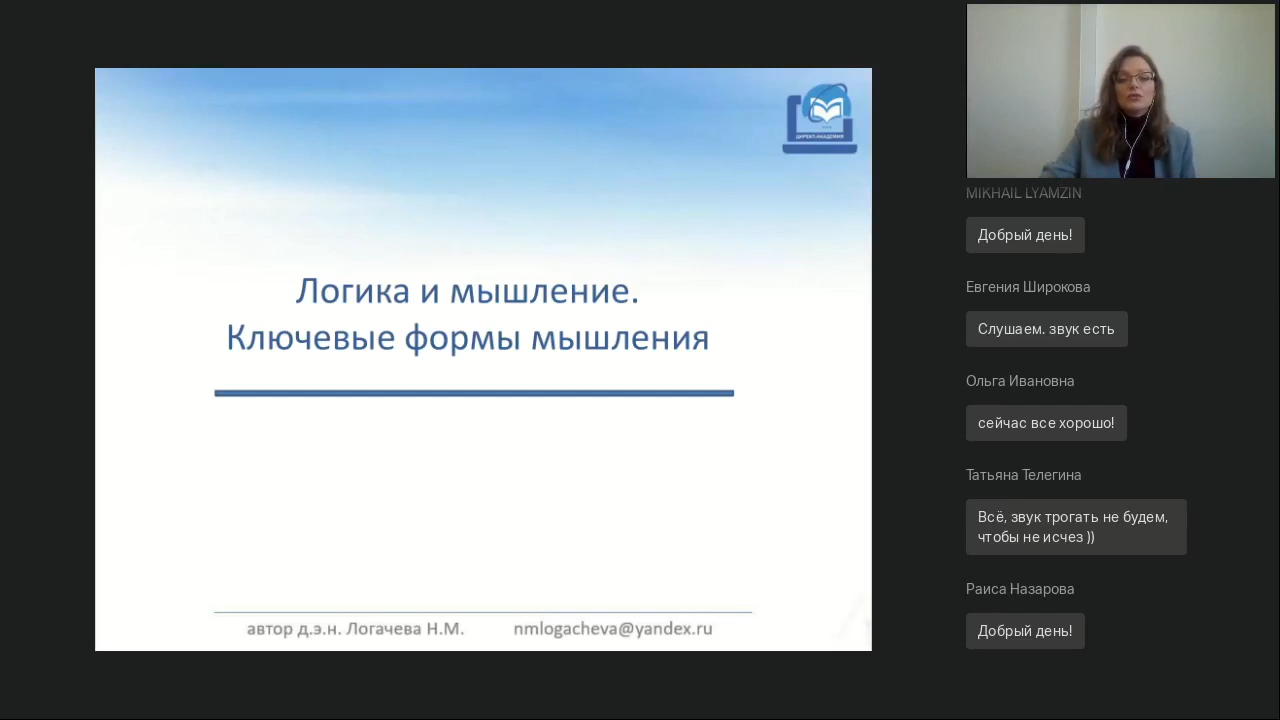 ДИРЕКТ-АКАДЕМИЯ
Логика и мышление.
Ключевые формы мышления
автор д.э.н. Логачева Н.М. nmlogacheva@yandex.ru
MIKHAIL LYAMZIN
Добрый день!
Евгения Широкова
Слушаем. звук есть
Ольга Ивановна
сейчас все хорошо!
Татьяна Телегина
Всё, звук трогать не будем,
чтобы не исчез ))
Раиса Назарова
Добрый день!